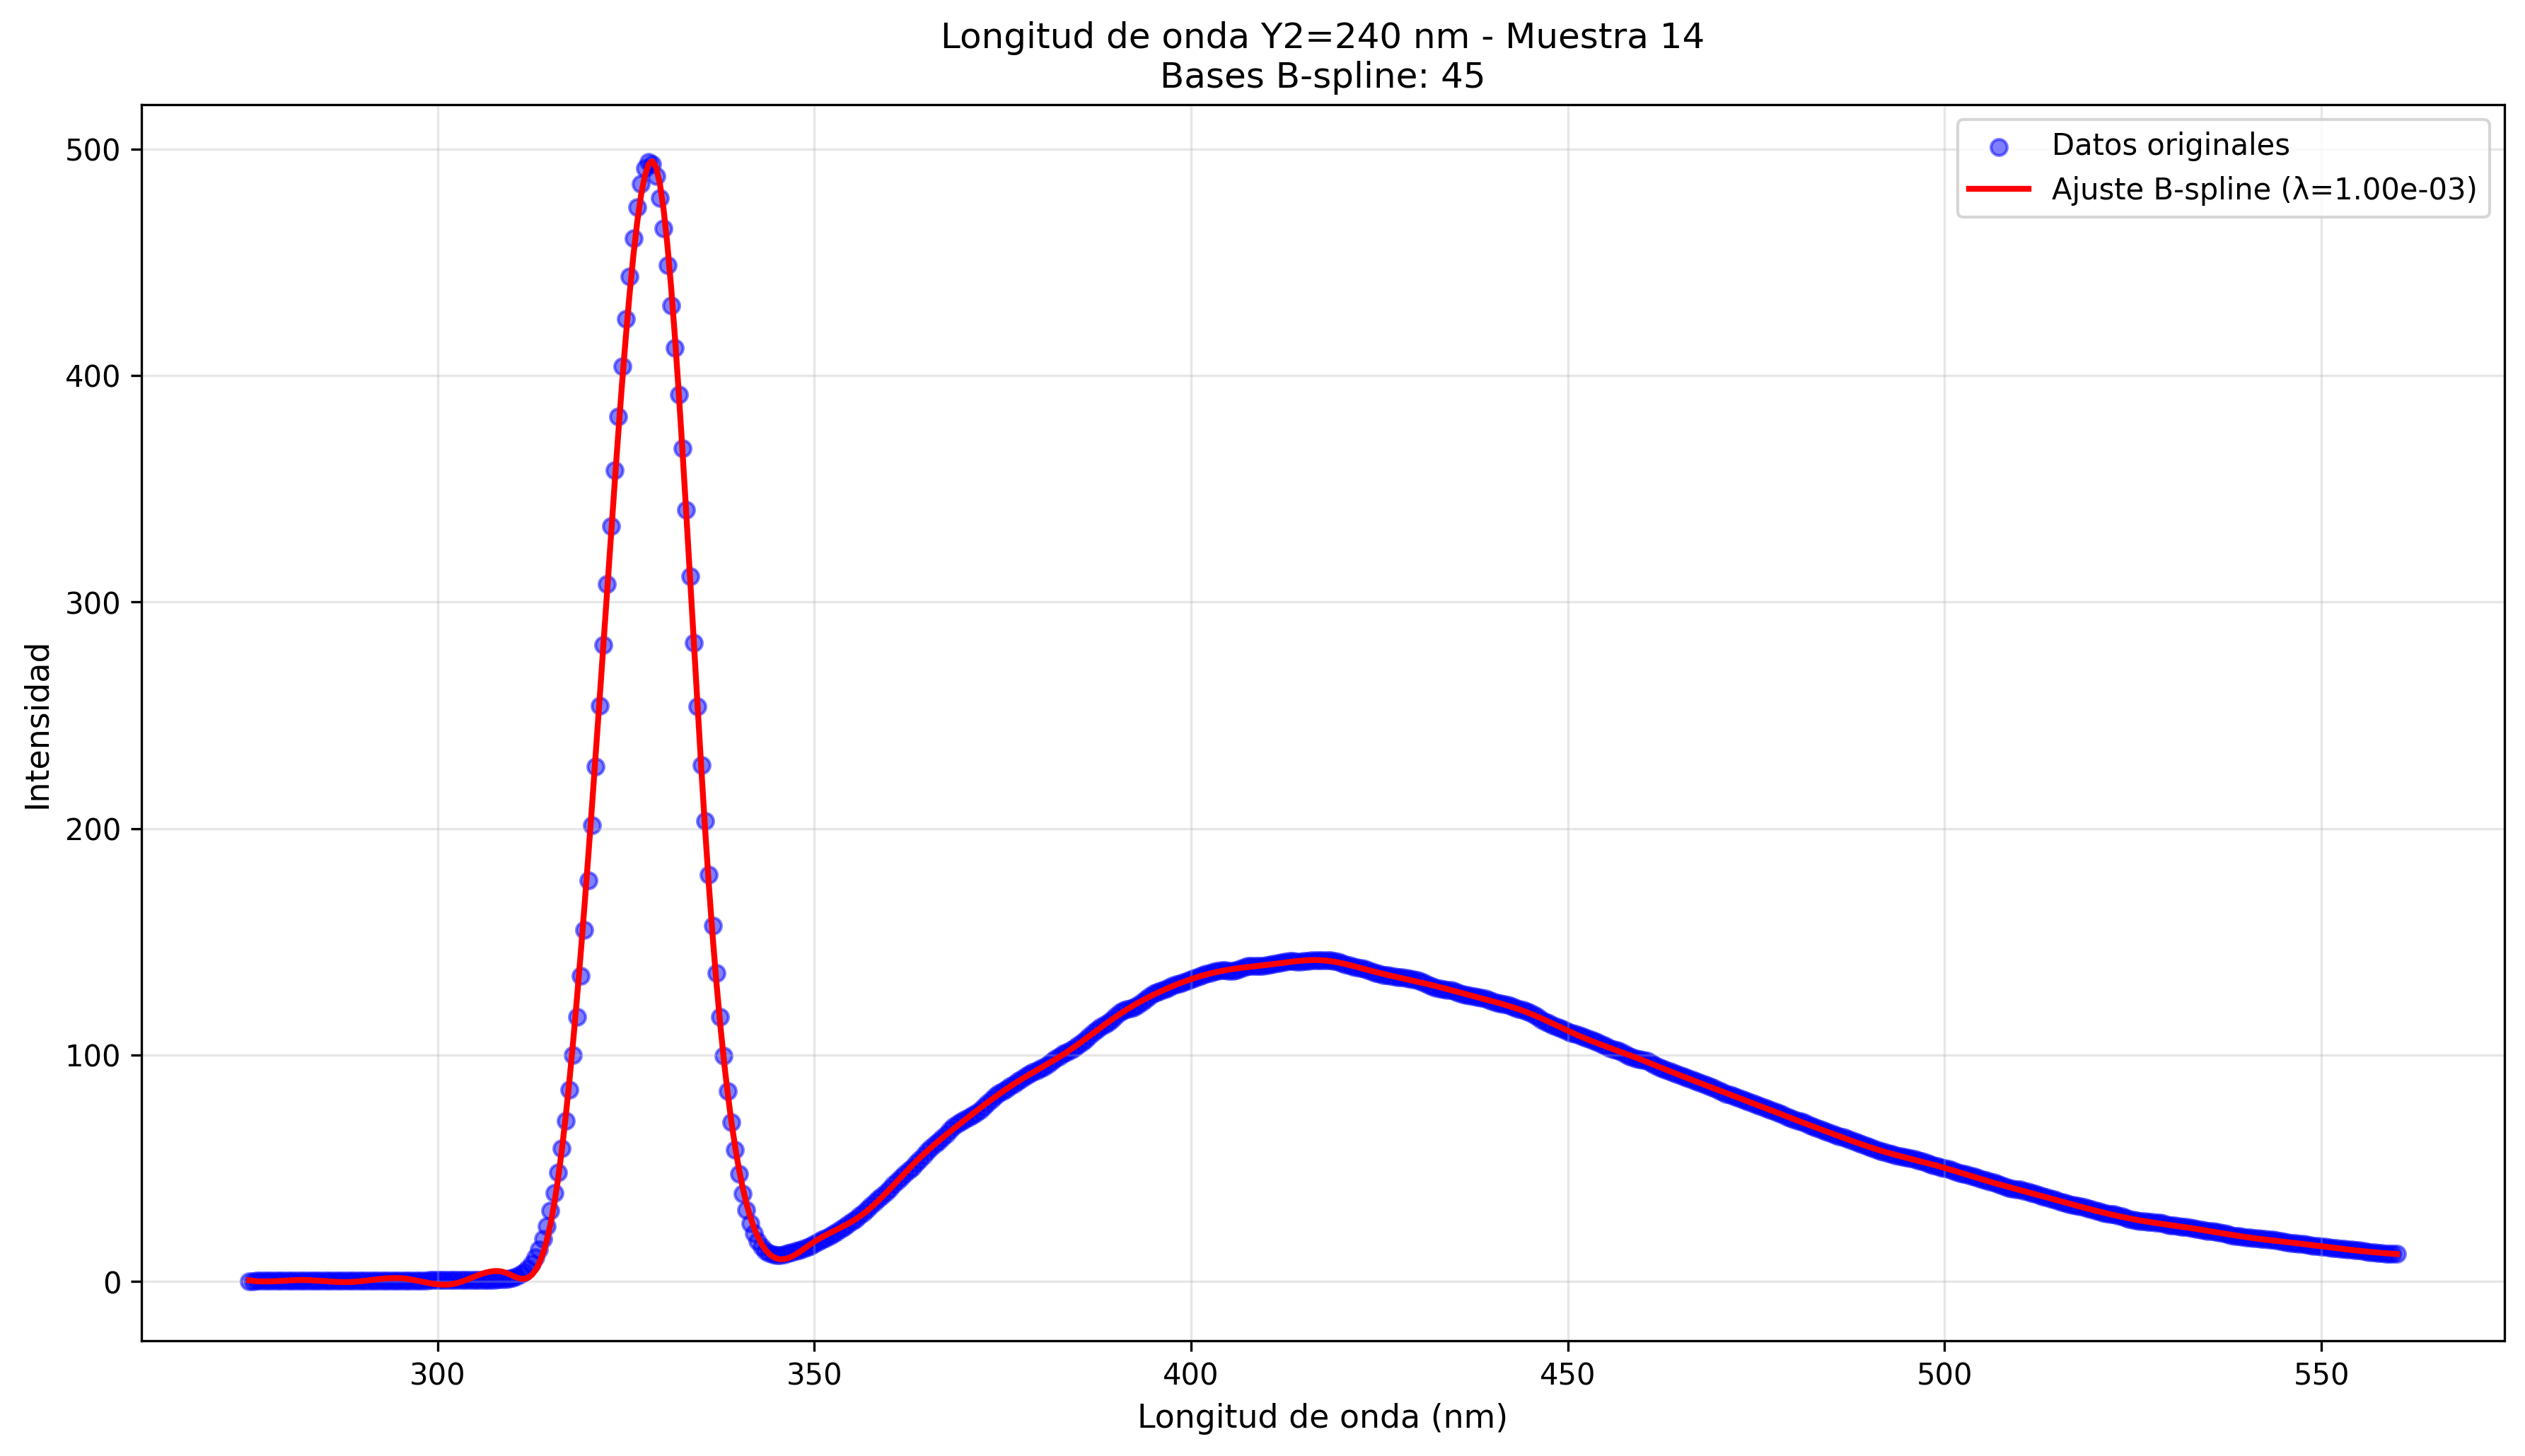 Longitud de onda Y2=240 nm - Muestra 14
Bases B-spline: 45
Datos originales
Ajuste B-spline (λ=1.00e-03)
Intensidad
500
400
300
200
100
0
300 350 400 450 500 550
Longitud de onda (nm)